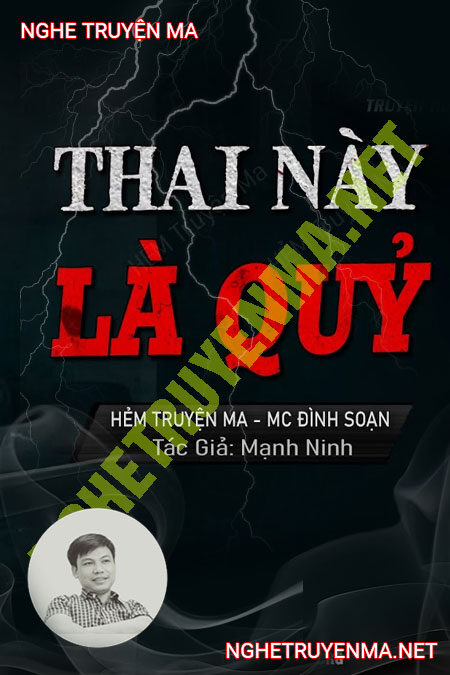 NGHE TRUYỆN MA
THAI NÀY
LÀ QUỶ
HẺM TRUYỆN MA - MC ĐÌNH SOẠN
Tác Giả: Mạnh Ninh
NGHETRUYENMA.NET
NGHETRUYENMA.NET